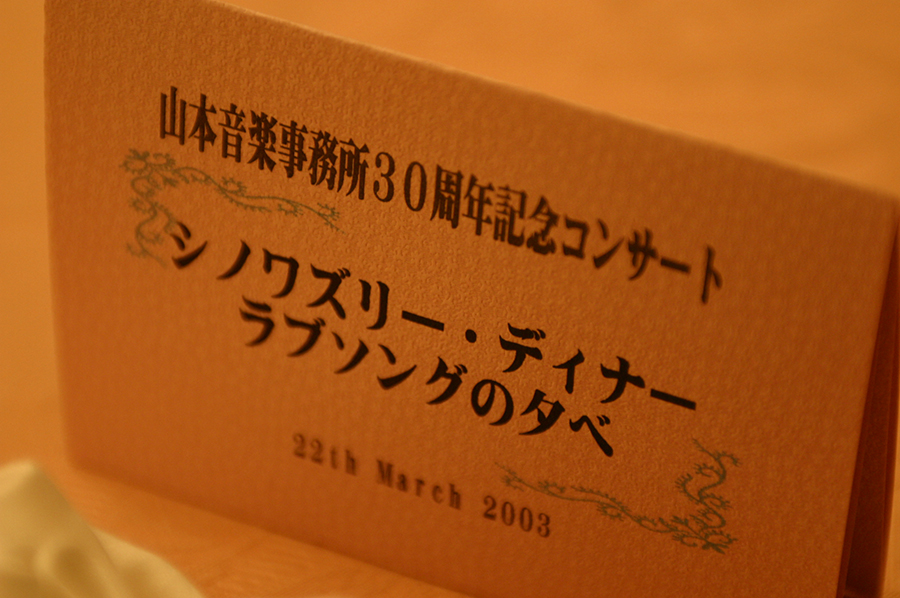 山本音楽事務所３０周年記念コンサート
シノワズリー・ディナー
ラブソングの夕べ
22th March 2003